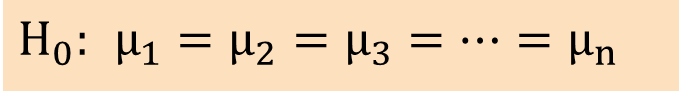 H₀: μ₁ = μ₂ = μ₃ = ⋯ = μₙ